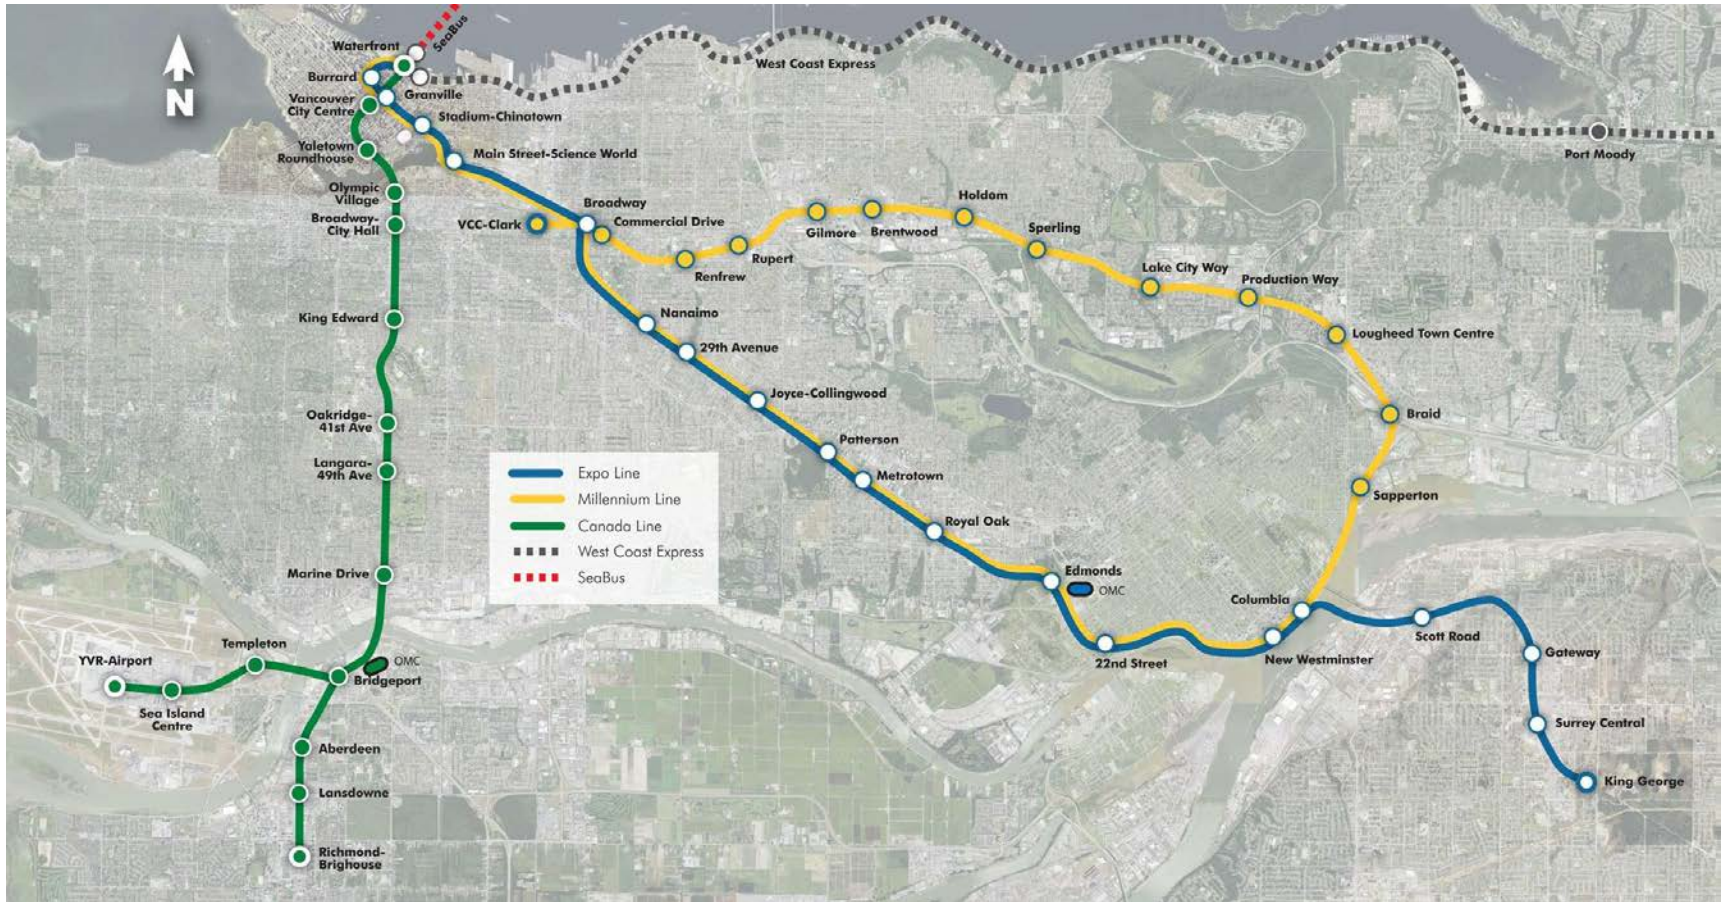 SeaBus
Waterfront
Burrard
Granville
Vancouver
City Centre
Stadium-Chinatown
Yaletown
Roundhouse
Main Street-Science World
West Coast Express
Port Moody
N
Olympic
Village
Broadway-
City Hall
VCC-Clark
Broadway
Commercial Drive
Renfrew
Rupert
Gilmore
Brentwood
Holdom
Sperling
Lake City Way
Production Way
Lougheed Town Centre
Braid
Sapperton
King Edward
Nanaimo
29th Avenue
Joyce-Collingwood
Patterson
Metrotown
Royal Oak
Edmonds
OMC
22nd Street
New Westminster
Columbia
Scott Road
Gateway
Surrey Central
King George
Oakridge-
41st Ave
Langara-
49th Ave
Marine Drive
Expo Line
Millennium Line
Canada Line
West Coast Express
SeaBus
Templeton
YVR-Airport
Sea Island
Centre
OMC
Bridgeport
Aberdeen
Lansdowne
Richmond-
Brighouse